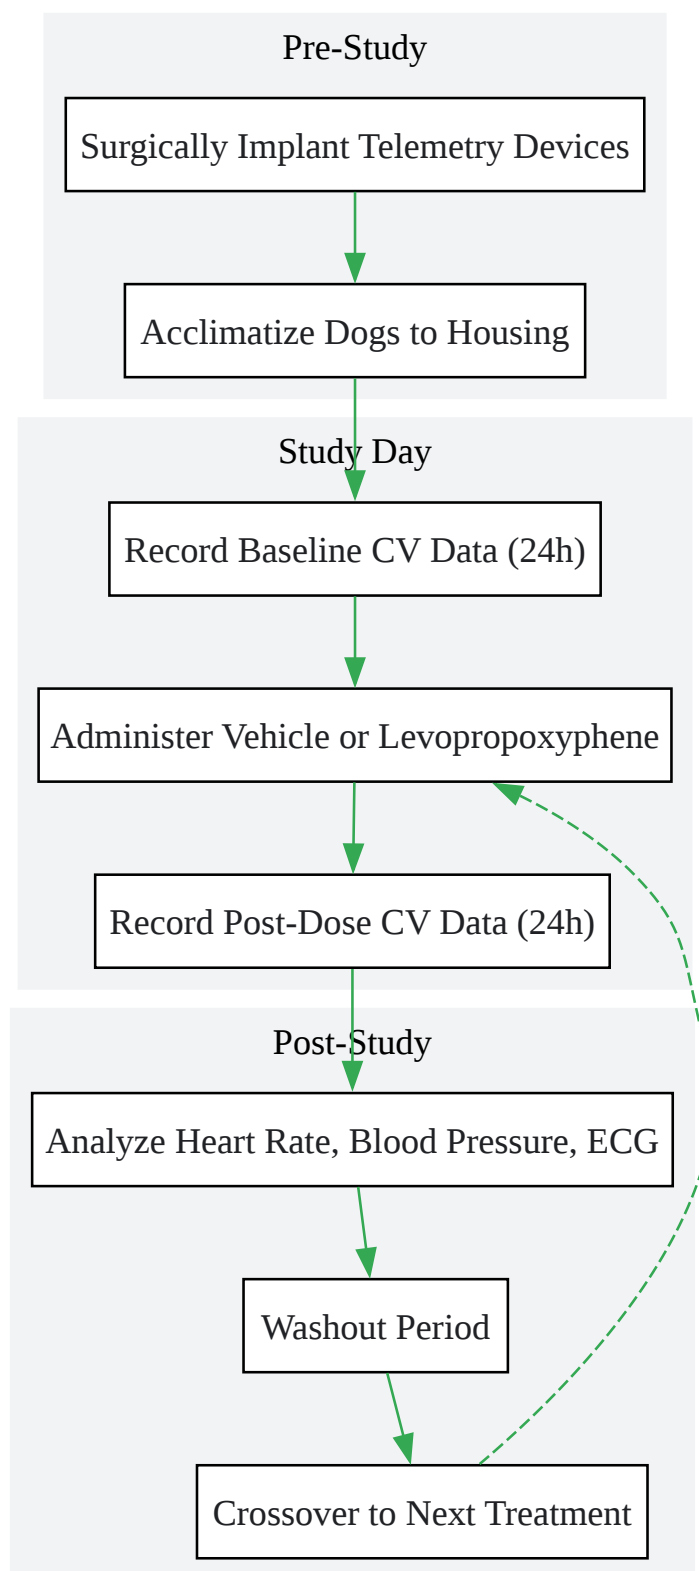 Pre-Study
Surgically Implant Telemetry Devices
Acclimatize Dogs to Housing
Study Day
Record Baseline CV Data (24h)
Administer Vehicle or Levopropoxyphene
Record Post-Dose CV Data (24h)
Post-Study
Analyze Heart Rate, Blood Pressure, ECG
Washout Period
Crossover to Next Treatment